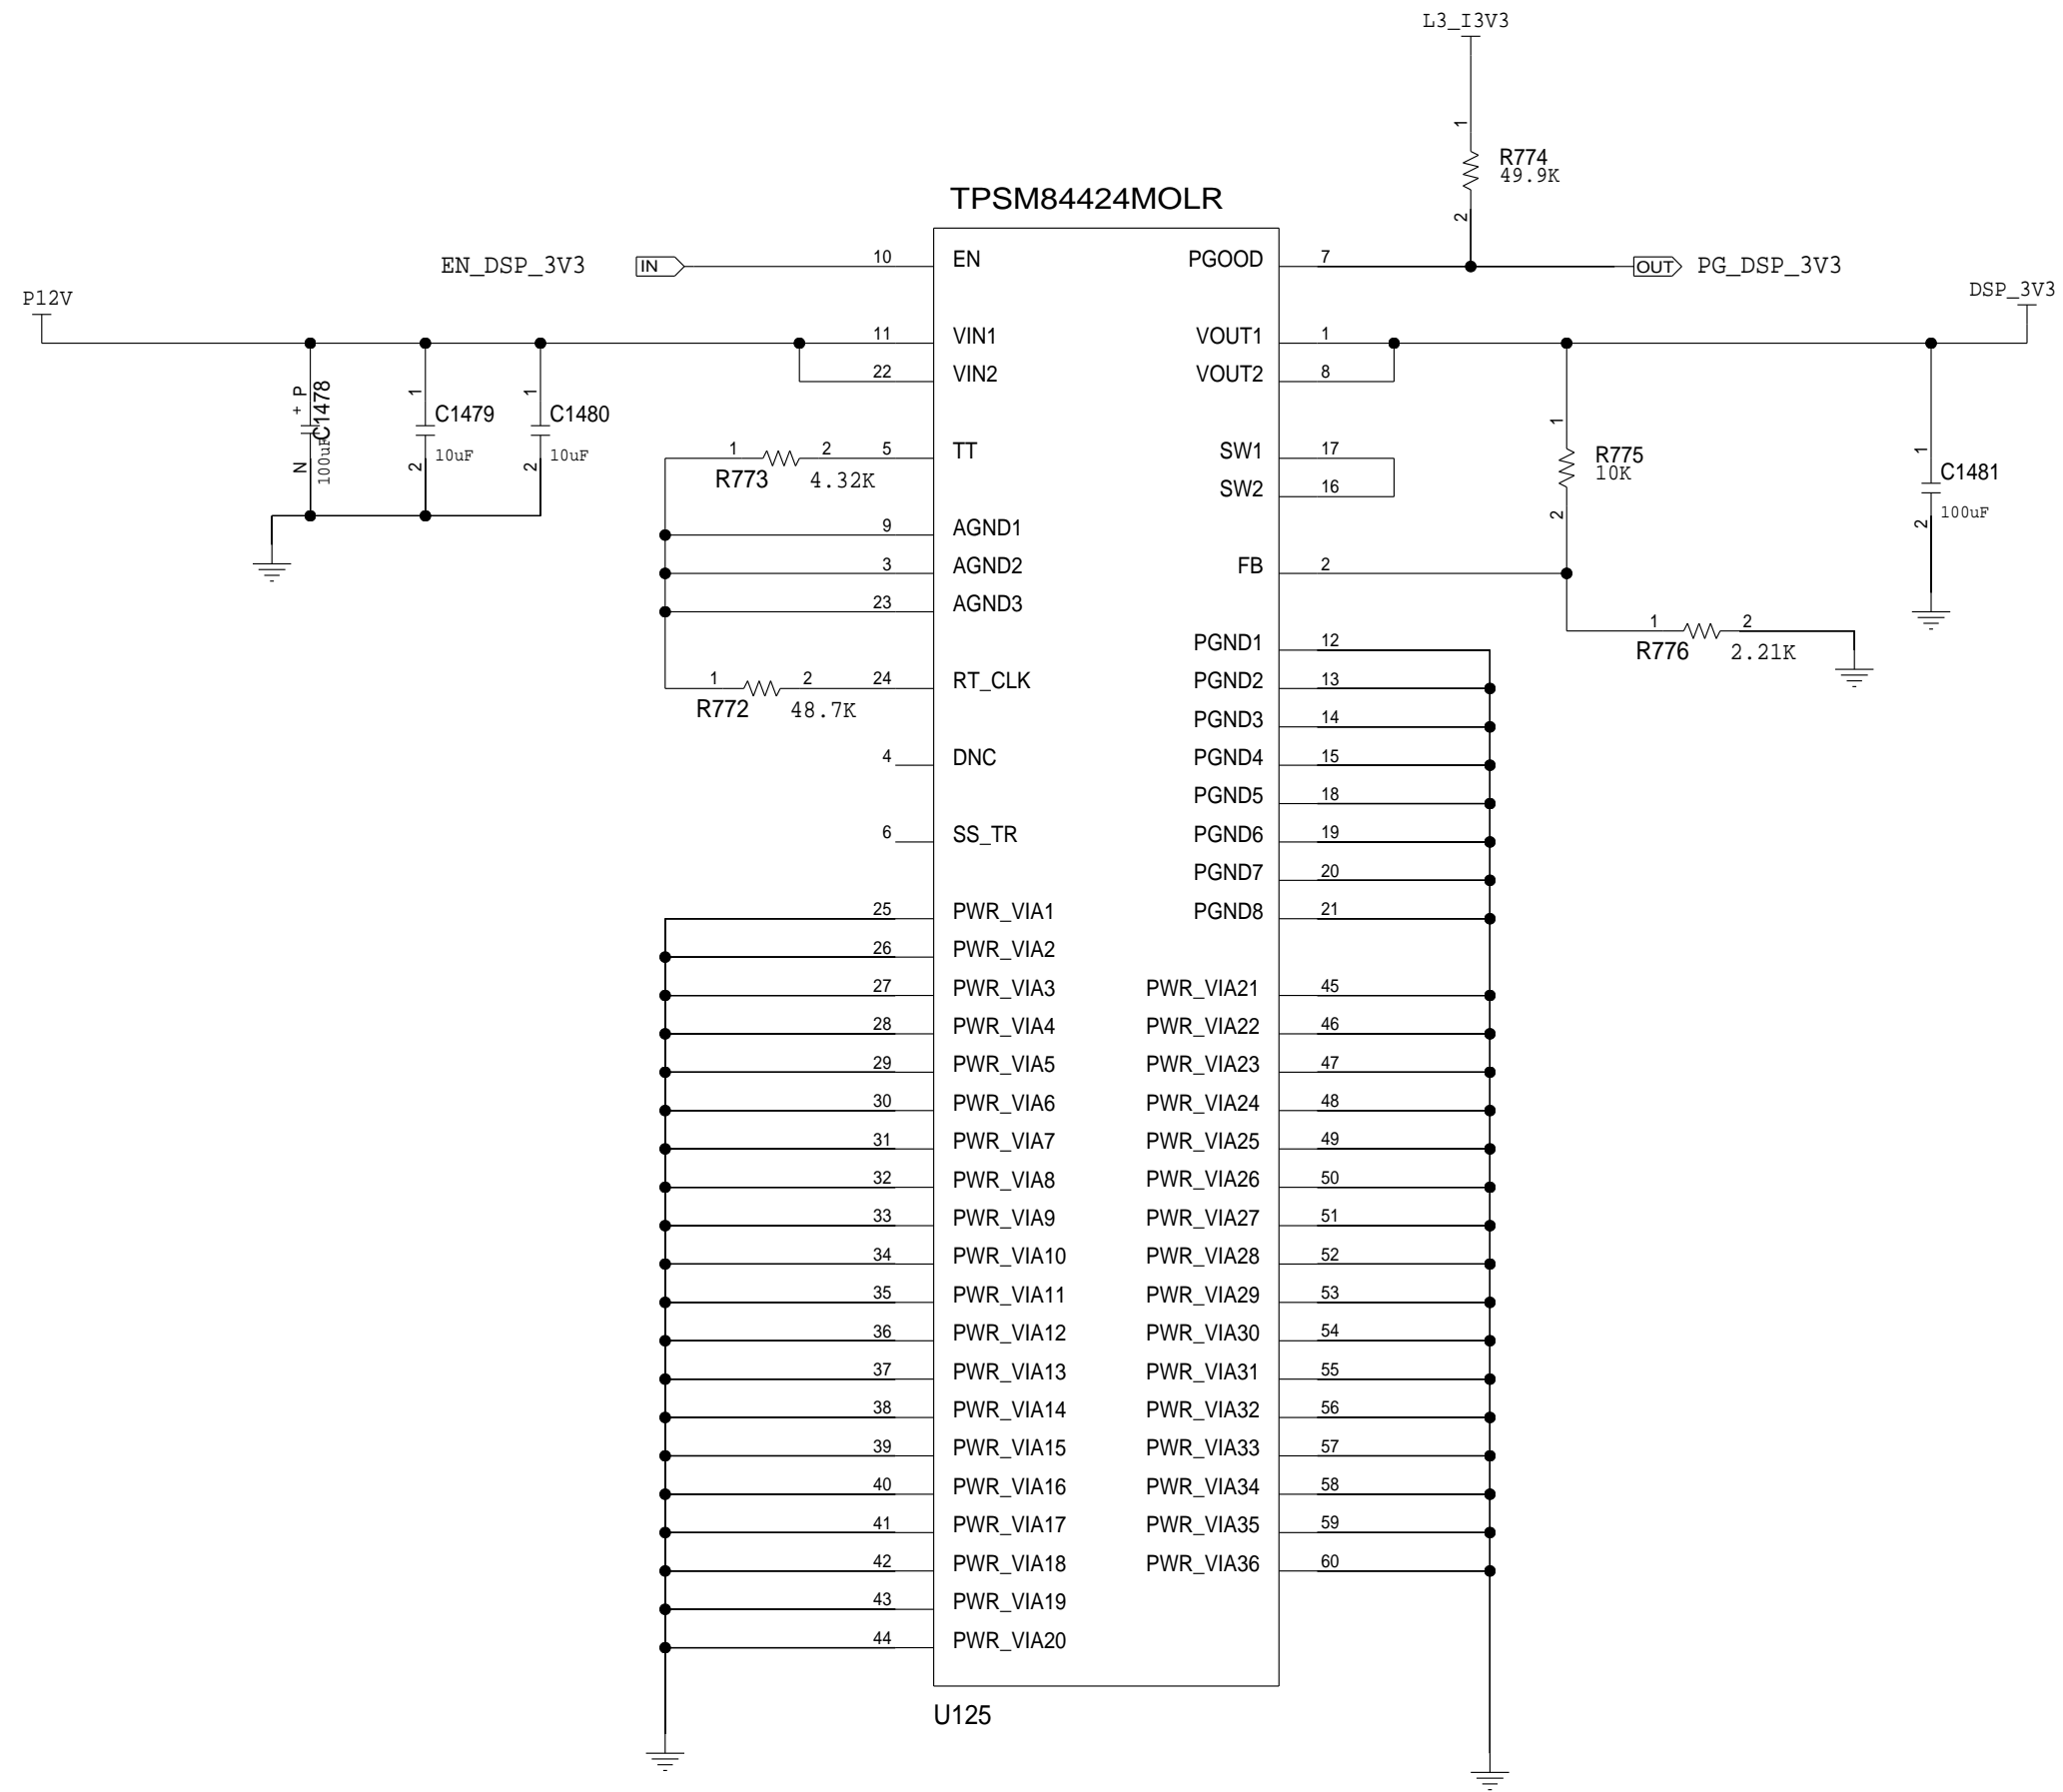 L3_I3V3
1
R774
49.9K
2
TPSM84424MOLR
EN_DSP_3V3 IN 10 EN PGOOD 7 OUT PG_DSP_3V3
P12V
DSP_3V3
11 VIN1 VOUT1 1
22 VIN2 VOUT2 8
+ P
C1478
100uF
N
1
C1479
10uF
2
1
C1480
10uF
2
1 2 5 TT SW1 17
R773 4.32K
SW2 16
1
R775
10K
2
1
C1481
100uF
2
9 AGND1
3 AGND2 FB 2
23 AGND3
1 2
R776 2.21K
PGND1 12
1 2 24 RT_CLK PGND2 13
R772 48.7K
PGND3 14
4 DNC PGND4 15
PGND5 18
6 SS_TR PGND6 19
PGND7 20
25 PWR_VIA1 PGND8 21
26 PWR_VIA2
27 PWR_VIA3 PWR_VIA21 45
28 PWR_VIA4 PWR_VIA22 46
29 PWR_VIA5 PWR_VIA23 47
30 PWR_VIA6 PWR_VIA24 48
31 PWR_VIA7 PWR_VIA25 49
32 PWR_VIA8 PWR_VIA26 50
33 PWR_VIA9 PWR_VIA27 51
34 PWR_VIA10 PWR_VIA28 52
35 PWR_VIA11 PWR_VIA29 53
36 PWR_VIA12 PWR_VIA30 54
37 PWR_VIA13 PWR_VIA31 55
38 PWR_VIA14 PWR_VIA32 56
39 PWR_VIA15 PWR_VIA33 57
40 PWR_VIA16 PWR_VIA34 58
41 PWR_VIA17 PWR_VIA35 59
42 PWR_VIA18 PWR_VIA36 60
43 PWR_VIA19
44 PWR_VIA20
U125